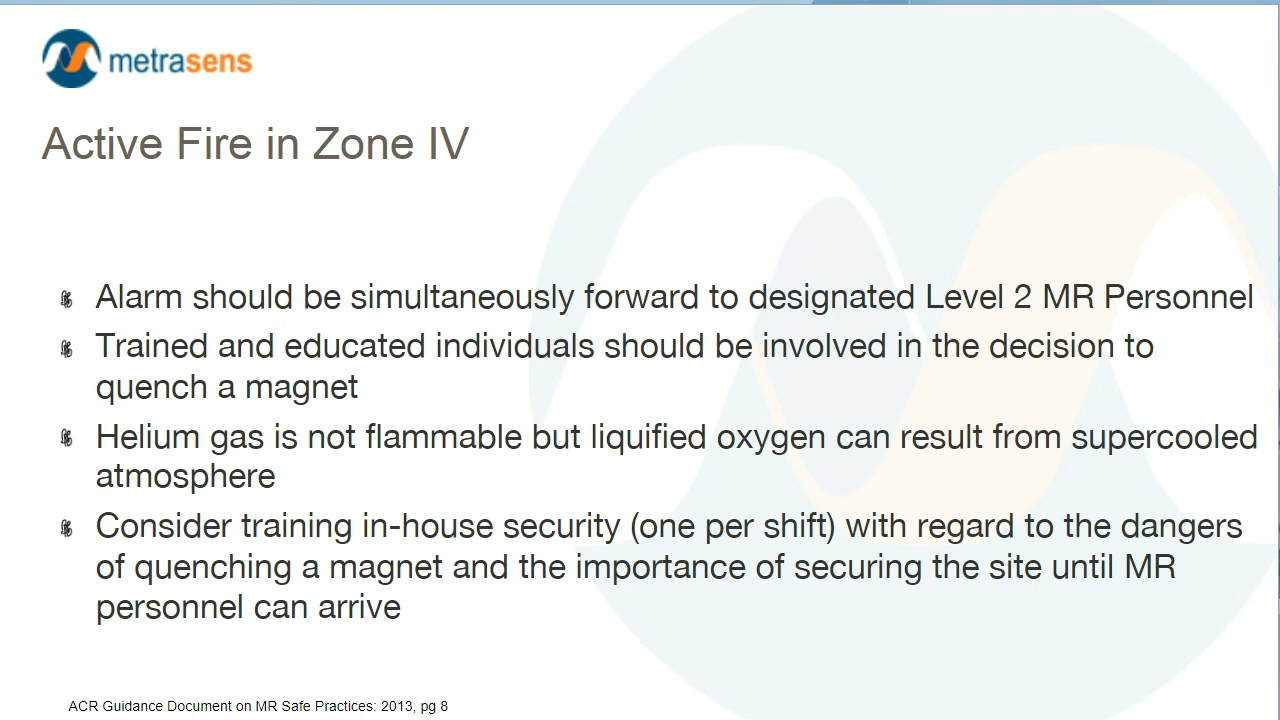 metrasens
Active Fire in Zone IV
Alarm should be simultaneously forward to designated Level 2 MR Personnel
Trained and educated individuals should be involved in the decision to
quench a magnet
Helium gas is not flammable but liquified oxygen can result from supercooled
atmosphere
Consider training in-house security (one per shift) with regard to the dangers
of quenching a magnet and the importance of securing the site until MR
personnel can arrive
ACR Guidance Document on MR Safe Practices: 2013, pg 8